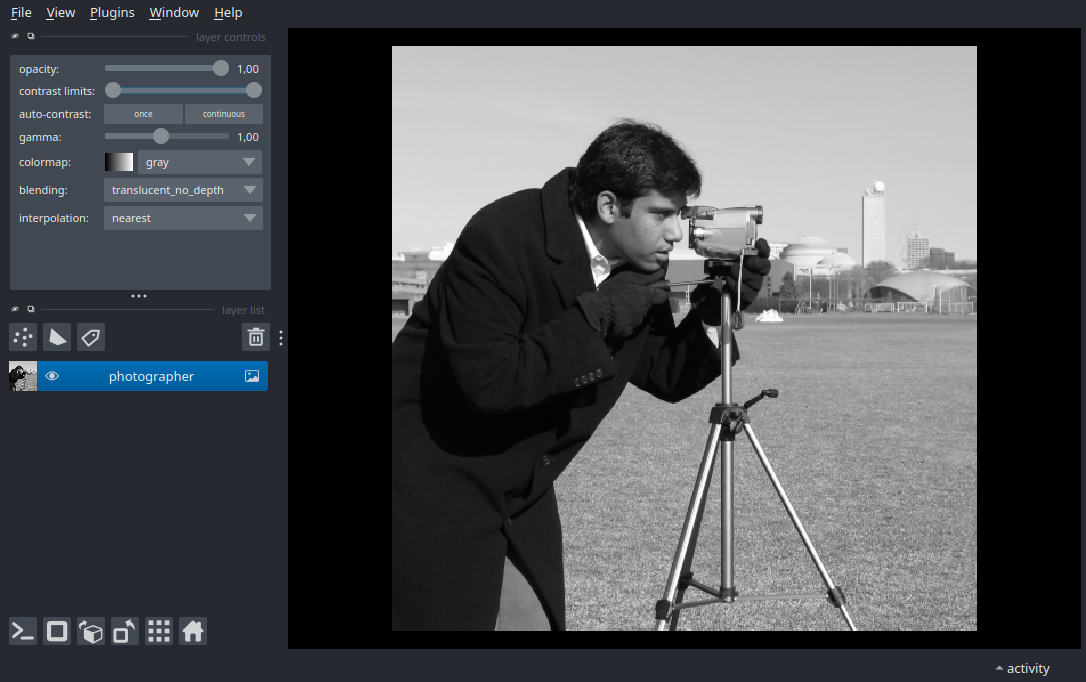 File View Plugins Window Help
layer controls
opacity: 1,00
contrast limits:
auto-contrast: once continuous
gamma: 1,00
colormap: gray
blending: translucent_no_depth
interpolation: nearest
layer list
photographer
activity